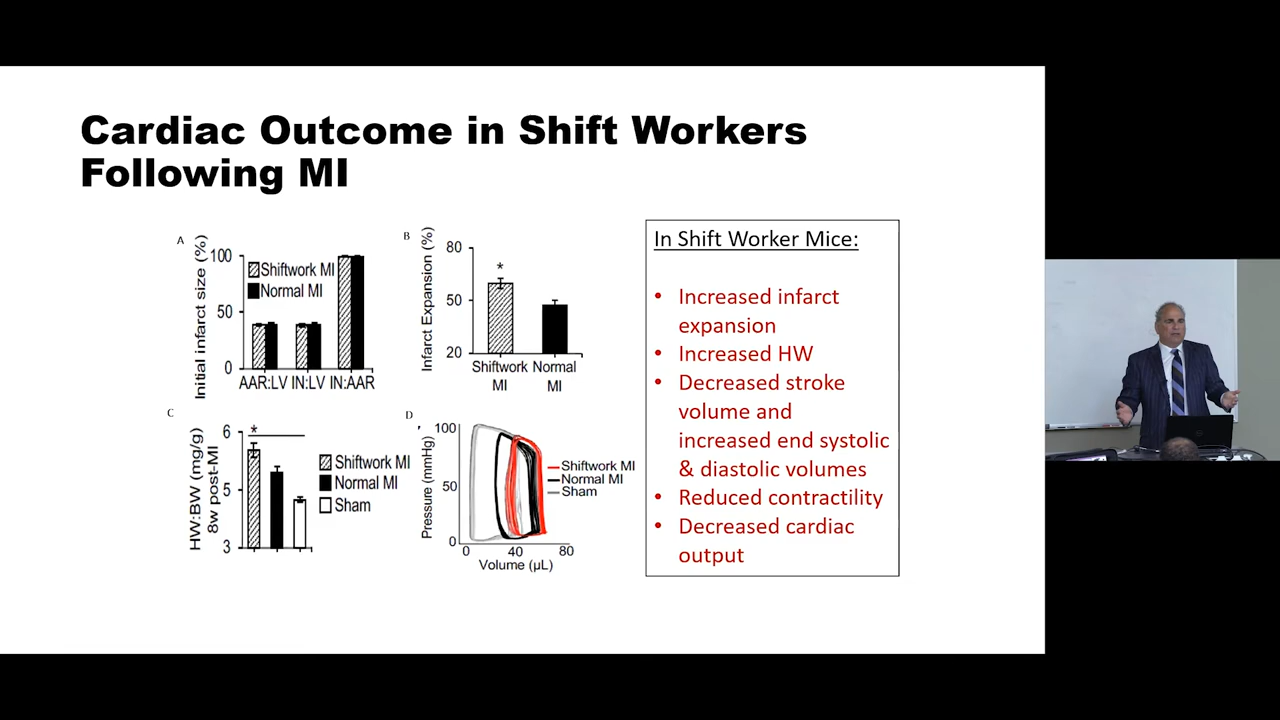 Cardiac Outcome in Shift Workers
Following MI
A
Initial infarct size (%)
100
50
0
Shiftwork MI
Normal MI
AAR:LV IN:LV IN:AAR
B
Infarct Expansion (%)
80
50
20
*
Shiftwork Normal
MI MI
C
HW:BW (mg/g)
8w post-MI
6
5
3
*
Shiftwork MI
Normal MI
Sham
D
Pressure (mmHg)
100
50
0
0 40 80
Volume (µL)
Shiftwork MI
Normal MI
Sham
In Shift Worker Mice:
• Increased infarct
expansion
• Increased HW
• Decreased stroke
volume and
increased end systolic
& diastolic volumes
• Reduced contractility
• Decreased cardiac
output